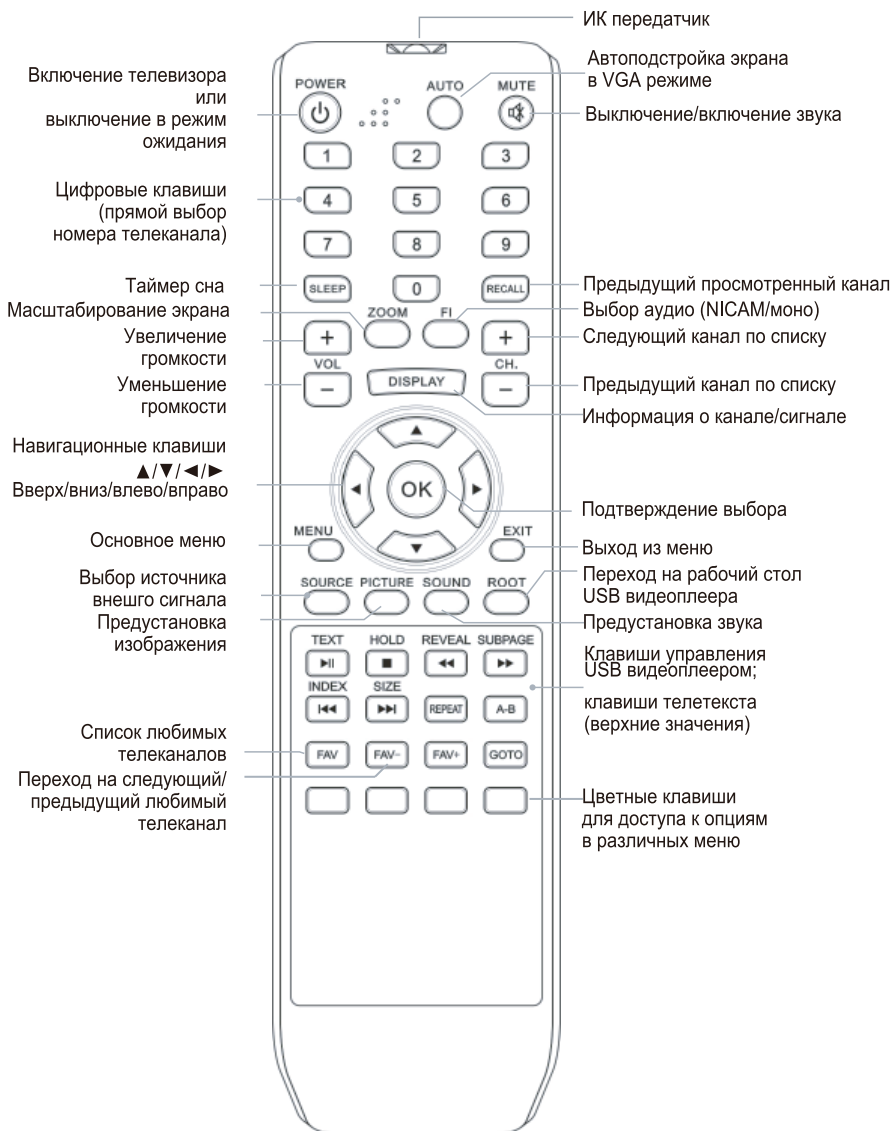 ИК передатчик
Автоподстройка экрана
в VGA режиме
Включение телевизора
или
выключение в режим
ожидания
POWER
AUTO
MUTE
Выключение/включение звука
1
2
3
Цифровые клавиши
(прямой выбор
номера телеканала)
4
5
6
7
8
9
Таймер сна
SLEEP
0
RECALL
Предыдущий просмотренный канал
Масштабирование экрана
ZOOM
FI
Выбор аудио (NICAM/моно)
Увеличение
громкости
+
+
Следующий канал по списку
VOL
CH.
Уменьшение
громкости
–
DISPLAY
–
Предыдущий канал по списку
Информация о канале/сигнале
Навигационные клавиши
▲/▼/◄/►
Вверх/вниз/влево/вправо
OK
Подтверждение выбора
Основное меню
MENU
EXIT
Выход из меню
Выбор источника
внешго сигнала
SOURCE PICTURE SOUND ROOT
Переход на рабочий стол
USB видеоплеера
Предустановка
изображения
Предустановка звука
TEXT HOLD REVEAL SUBPAGE
Клавиши управления
USB видеоплеером;
INDEX SIZE
REPEAT
A-B
клавиши телетекста
(верхние значения)
Список любимых
телеканалов
FAV
FAV-
FAV+
GOTO
Переход на следующий/
предыдущий любимый
телеканал
Цветные клавиши
для доступа к опциям
в различных меню